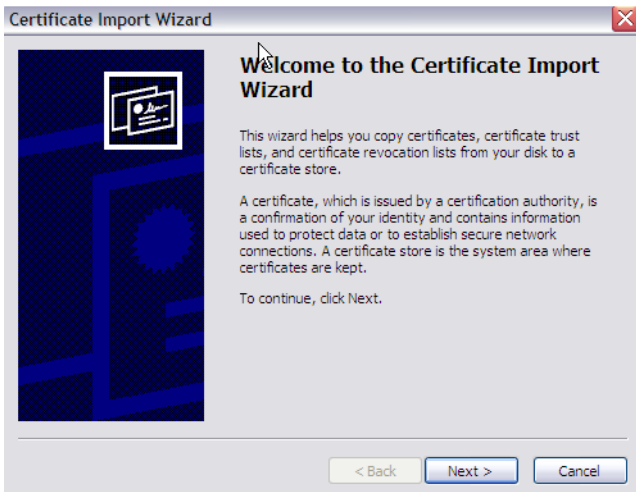 Certificate Import Wizard
Welcome to the Certificate Import
Wizard
This wizard helps you copy certificates, certificate trust
lists, and certificate revocation lists from your disk to a
certificate store.
A certificate, which is issued by a certification authority, is
a confirmation of your identity and contains information
used to protect data or to establish secure network
connections. A certificate store is the system area where
certificates are kept.
To continue, click Next.
< Back Next > Cancel